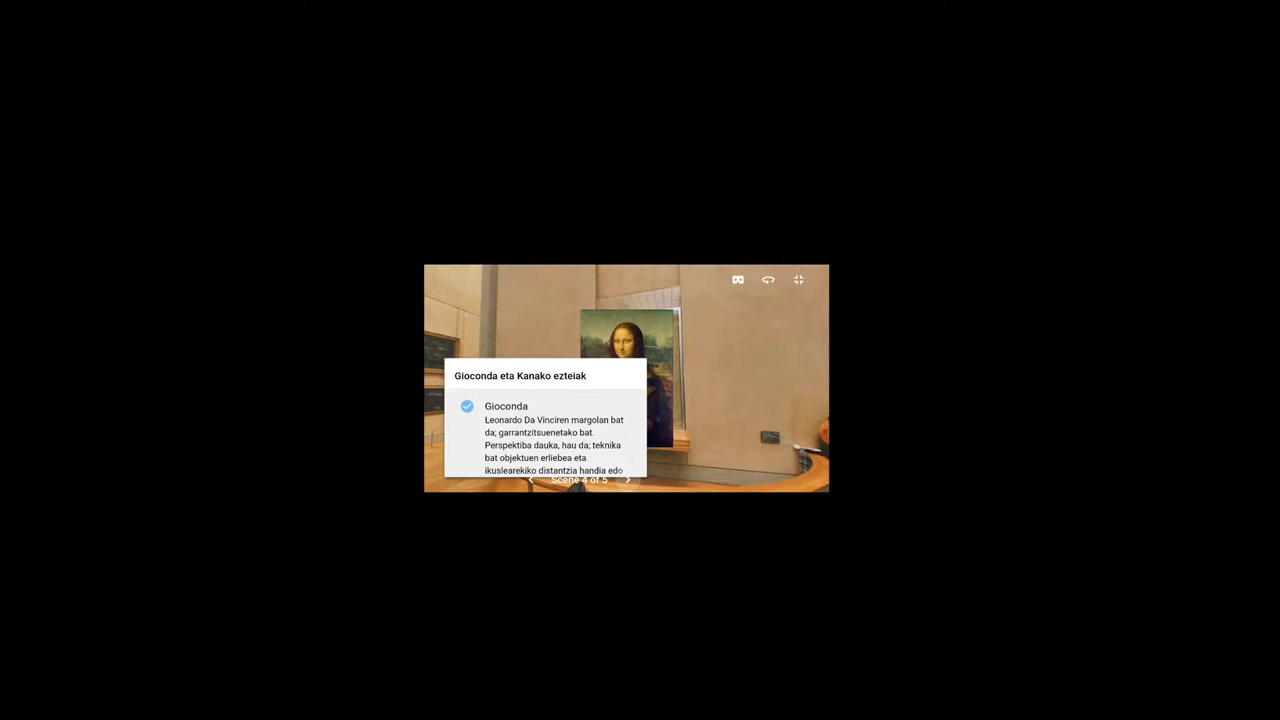 Gioconda eta Kanako ezteiak
Gioconda
Leonardo Da Vinciren margolan bat
da; garrantzitsuenetako bat.
Perspektiba dauka, hau da; teknika
bat objektuen erliebea eta
ikuslearekiko distantzia handia edo
Scene 4 of 5